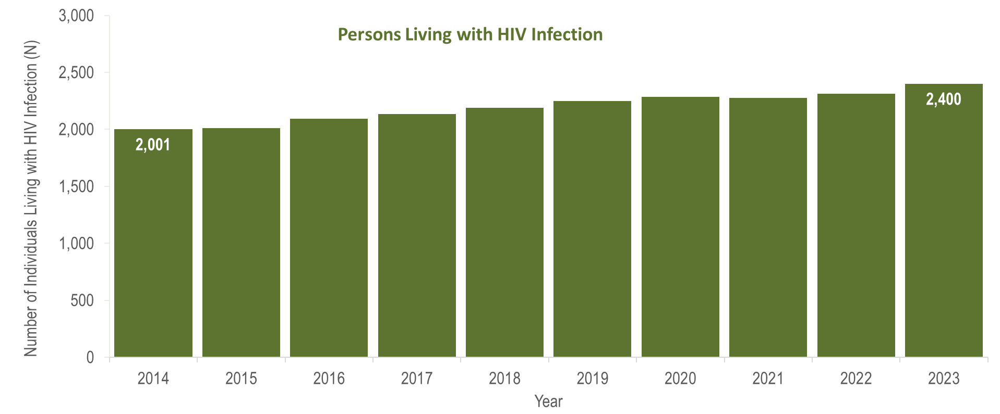 Persons Living with HIV Infection
Number of Individuals Living with HIV Infection (N)
3,000
2,500
2,000
1,500
1,000
500
0
2,001
2,400
2014 2015 2016 2017 2018 2019 2020 2021 2022 2023
Year